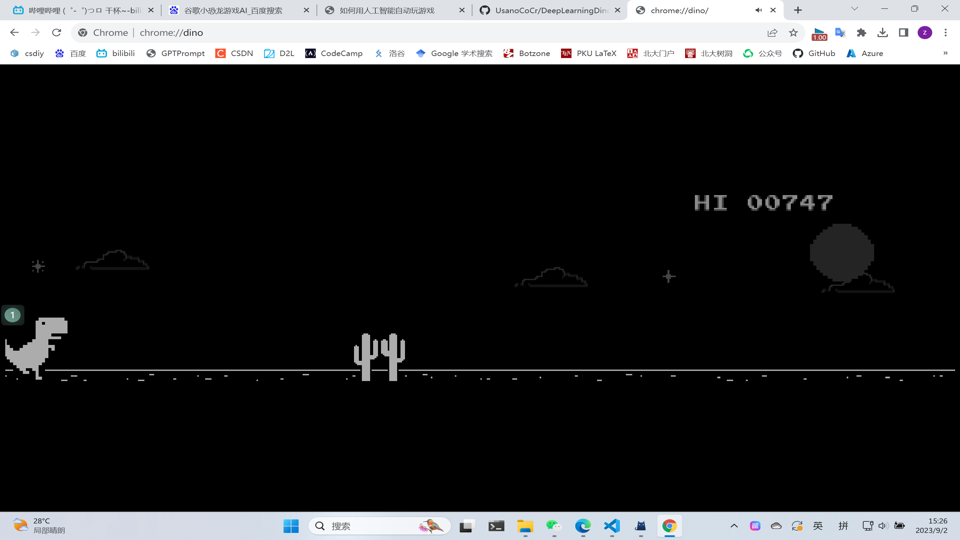 哔哩哔哩 (゜-゜)つロ 干杯~-bili
谷歌小恐龙游戏AI_百度搜索
如何用人工智能自动玩游戏
UsanoCoCr/DeepLearningDin
chrome://dino/
Chrome
chrome://dino
1.00
z
csdiy
百度
bilibili
GPTPrompt
CSDN
D2L
CodeCamp
洛谷
Google 学术搜索
Botzone
PKU LaTeX
北大门户
北大树洞
公众号
GitHub
Azure
»
HI 00747
1
28°C
局部晴朗
搜索
英
拼
15:26
2023/9/2